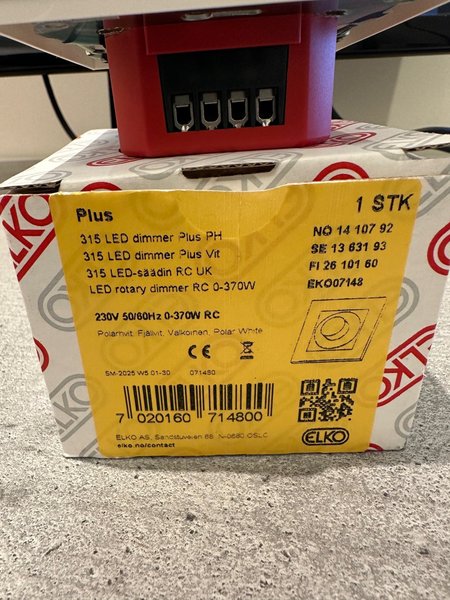 Plus
1 STK
315 LED dimmer Plus PH
315 LED dimmer Plus Vit
315 LED-säädin RC UK
LED rotary dimmer RC 0-370W
NO 14 107 92
SE 13 631 93
FI 26 101 60
EKO07148
230V 50/60Hz 0-370W RC
Polarhvit, Fjällvit, Valkoinen, Polar White
CE
SM-2025 W5 01-30 071480
7 020160 714800
ELKO AS, Sandstuveien 68, N-0680 OSLO
elko.no/contact
ELKO
ELKO
ELKO